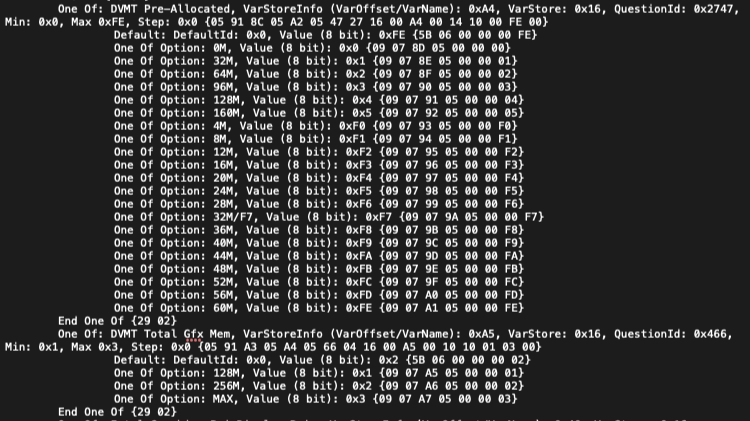 One Of: DVMT Pre-Allocated, VarStoreInfo (VarOffset/VarName): 0xA4, VarStore: 0x16, QuestionId: 0x2747,
Min: 0x0, Max 0xFE, Step: 0x0 {05 91 8C 05 A2 05 47 27 16 00 A4 00 14 10 00 FE 00}
Default: DefaultId: 0x0, Value (8 bit): 0xFE {5B 06 00 00 00 FE}
One Of Option: 0M, Value (8 bit): 0x0 {09 07 8D 05 00 00 00}
One Of Option: 32M, Value (8 bit): 0x1 {09 07 8E 05 00 00 01}
One Of Option: 64M, Value (8 bit): 0x2 {09 07 8F 05 00 00 02}
One Of Option: 96M, Value (8 bit): 0x3 {09 07 90 05 00 00 03}
One Of Option: 128M, Value (8 bit): 0x4 {09 07 91 05 00 00 04}
One Of Option: 160M, Value (8 bit): 0x5 {09 07 92 05 00 00 05}
One Of Option: 4M, Value (8 bit): 0xF0 {09 07 93 05 00 00 F0}
One Of Option: 8M, Value (8 bit): 0xF1 {09 07 94 05 00 00 F1}
One Of Option: 12M, Value (8 bit): 0xF2 {09 07 95 05 00 00 F2}
One Of Option: 16M, Value (8 bit): 0xF3 {09 07 96 05 00 00 F3}
One Of Option: 20M, Value (8 bit): 0xF4 {09 07 97 05 00 00 F4}
One Of Option: 24M, Value (8 bit): 0xF5 {09 07 98 05 00 00 F5}
One Of Option: 28M, Value (8 bit): 0xF6 {09 07 99 05 00 00 F6}
One Of Option: 32M/F7, Value (8 bit): 0xF7 {09 07 9A 05 00 00 F7}
One Of Option: 36M, Value (8 bit): 0xF8 {09 07 9B 05 00 00 F8}
One Of Option: 40M, Value (8 bit): 0xF9 {09 07 9C 05 00 00 F9}
One Of Option: 44M, Value (8 bit): 0xFA {09 07 9D 05 00 00 FA}
One Of Option: 48M, Value (8 bit): 0xFB {09 07 9E 05 00 00 FB}
One Of Option: 52M, Value (8 bit): 0xFC {09 07 9F 05 00 00 FC}
One Of Option: 56M, Value (8 bit): 0xFD {09 07 A0 05 00 00 FD}
One Of Option: 60M, Value (8 bit): 0xFE {09 07 A1 05 00 00 FE}
End One Of {29 02}
One Of: DVMT Total Gfx Mem, VarStoreInfo (VarOffset/VarName): 0xA5, VarStore: 0x16, QuestionId: 0x466,
Min: 0x1, Max 0x3, Step: 0x0 {05 91 A3 05 A4 05 66 04 16 00 A5 00 10 10 01 03 00}
Default: DefaultId: 0x0, Value (8 bit): 0x2 {5B 06 00 00 00 02}
One Of Option: 128M, Value (8 bit): 0x1 {09 07 A5 05 00 00 01}
One Of Option: 256M, Value (8 bit): 0x2 {09 07 A6 05 00 00 02}
One Of Option: MAX, Value (8 bit): 0x3 {09 07 A7 05 00 00 03}
End One Of {29 02}